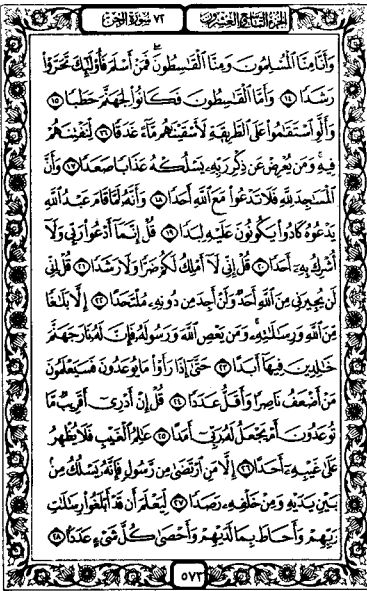 الجزء التاسع والعشرون ٧٢ سورة الجن
وَأَنَّا مِنَّا الْمُسْلِمُونَ وَمِنَّا الْقَاسِطُونَ ۖ فَمَنْ أَسْلَمَ فَأُولَٰئِكَ تَحَرَّوْا
رَشَدًا ١٤ وَأَمَّا الْقَاسِطُونَ فَكَانُوا لِجَهَنَّمَ حَطَبًا ١٥
وَأَلَّوِ اسْتَقَامُوا عَلَى الطَّرِيقَةِ لَأَسْقَيْنَاهُم مَّاءً غَدَقًا ١٦ لِّنَفْتِنَهُمْ
فِيهِ ۚ وَمَن يُعْرِضْ عَن ذِكْرِ رَبِّهِ يَسْلُكْهُ عَذَابًا صَعَدًا ١٧ وَأَنَّ
الْمَسَاجِدَ لِلَّهِ فَلَا تَدْعُوا مَعَ اللَّهِ أَحَدًا ١٨ وَأَنَّهُ لَمَّا قَامَ عَبْدُ اللَّهِ
يَدْعُوهُ كَادُوا يَكُونُونَ عَلَيْهِ لِبَدًا ١٩ قُلْ إِنَّمَا أَدْعُو رَبِّي وَلَا
أُشْرِكُ بِهِ أَحَدًا ٢٠ قُلْ إِنِّي لَا أَمْلِكُ لَكُمْ ضَرًّا وَلَا رَشَدًا ٢١ قُلْ إِنِّي
لَن يُجِيرَنِي مِنَ اللَّهِ أَحَدٌ وَلَنْ أَجِدَ مِن دُونِهِ مُلْتَحَدًا ٢٢ إِلَّا بَلَاغًا
مِّنَ اللَّهِ وَرِسَالَاتِهِ ۚ وَمَن يَعْصِ اللَّهَ وَرَسُولَهُ فَإِنَّ لَهُ نَارَ جَهَنَّمَ
خَالِدِينَ فِيهَا أَبَدًا ٢٣ حَتَّىٰ إِذَا رَأَوْا مَا يُوعَدُونَ فَسَيَعْلَمُونَ
مَنْ أَضْعَفُ نَاصِرًا وَأَقَلُّ عَدَدًا ٢٤ قُلْ إِنْ أَدْرِي أَقَرِيبٌ مَّا
تُوعَدُونَ أَمْ يَجْعَلُ لَهُ رَبِّي أَمَدًا ٢٥ عَالِمُ الْغَيْبِ فَلَا يُظْهِرُ
عَلَىٰ غَيْبِهِ أَحَدًا ٢٦ إِلَّا مَنِ ارْتَضَىٰ مِن رَّسُولٍ فَإِنَّهُ يَسْلُكُ مِن
بَيْنِ يَدَيْهِ وَمِنْ خَلْفِهِ رَصَدًا ٢٧ لِّيَعْلَمَ أَن قَدْ أَبْلَغُوا رِسَالَاتِ
رَبِّهِمْ وَأَحَاطَ بِمَا لَدَيْهِمْ وَأَحْصَىٰ كُلَّ شَيْءٍ عَدَدًا ٢٨
٥٧٣